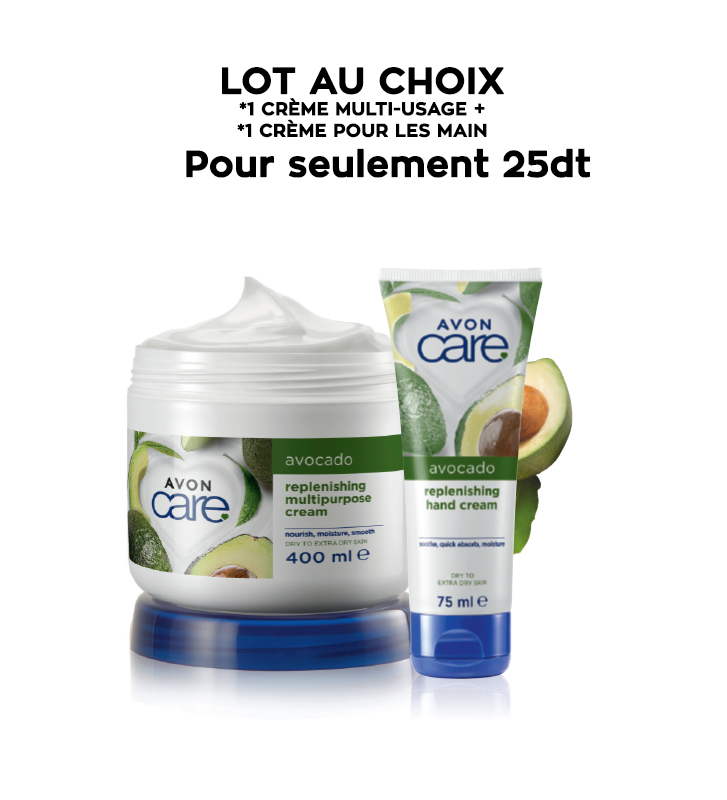 LOT AU CHOIX
*1 CRÈME MULTI-USAGE +
*1 CRÈME POUR LES MAIN
Pour seulement 25dt
AVON
care
avocado
replenishing
multipurpose
cream
nourish, moisture, smooth
DRY TO EXTRA DRY SKIN
400 ml e
AVON
care
avocado
replenishing
hand cream
soothe, quick absorb, moisture
DRY TO
EXTRA DRY SKIN
75 ml e